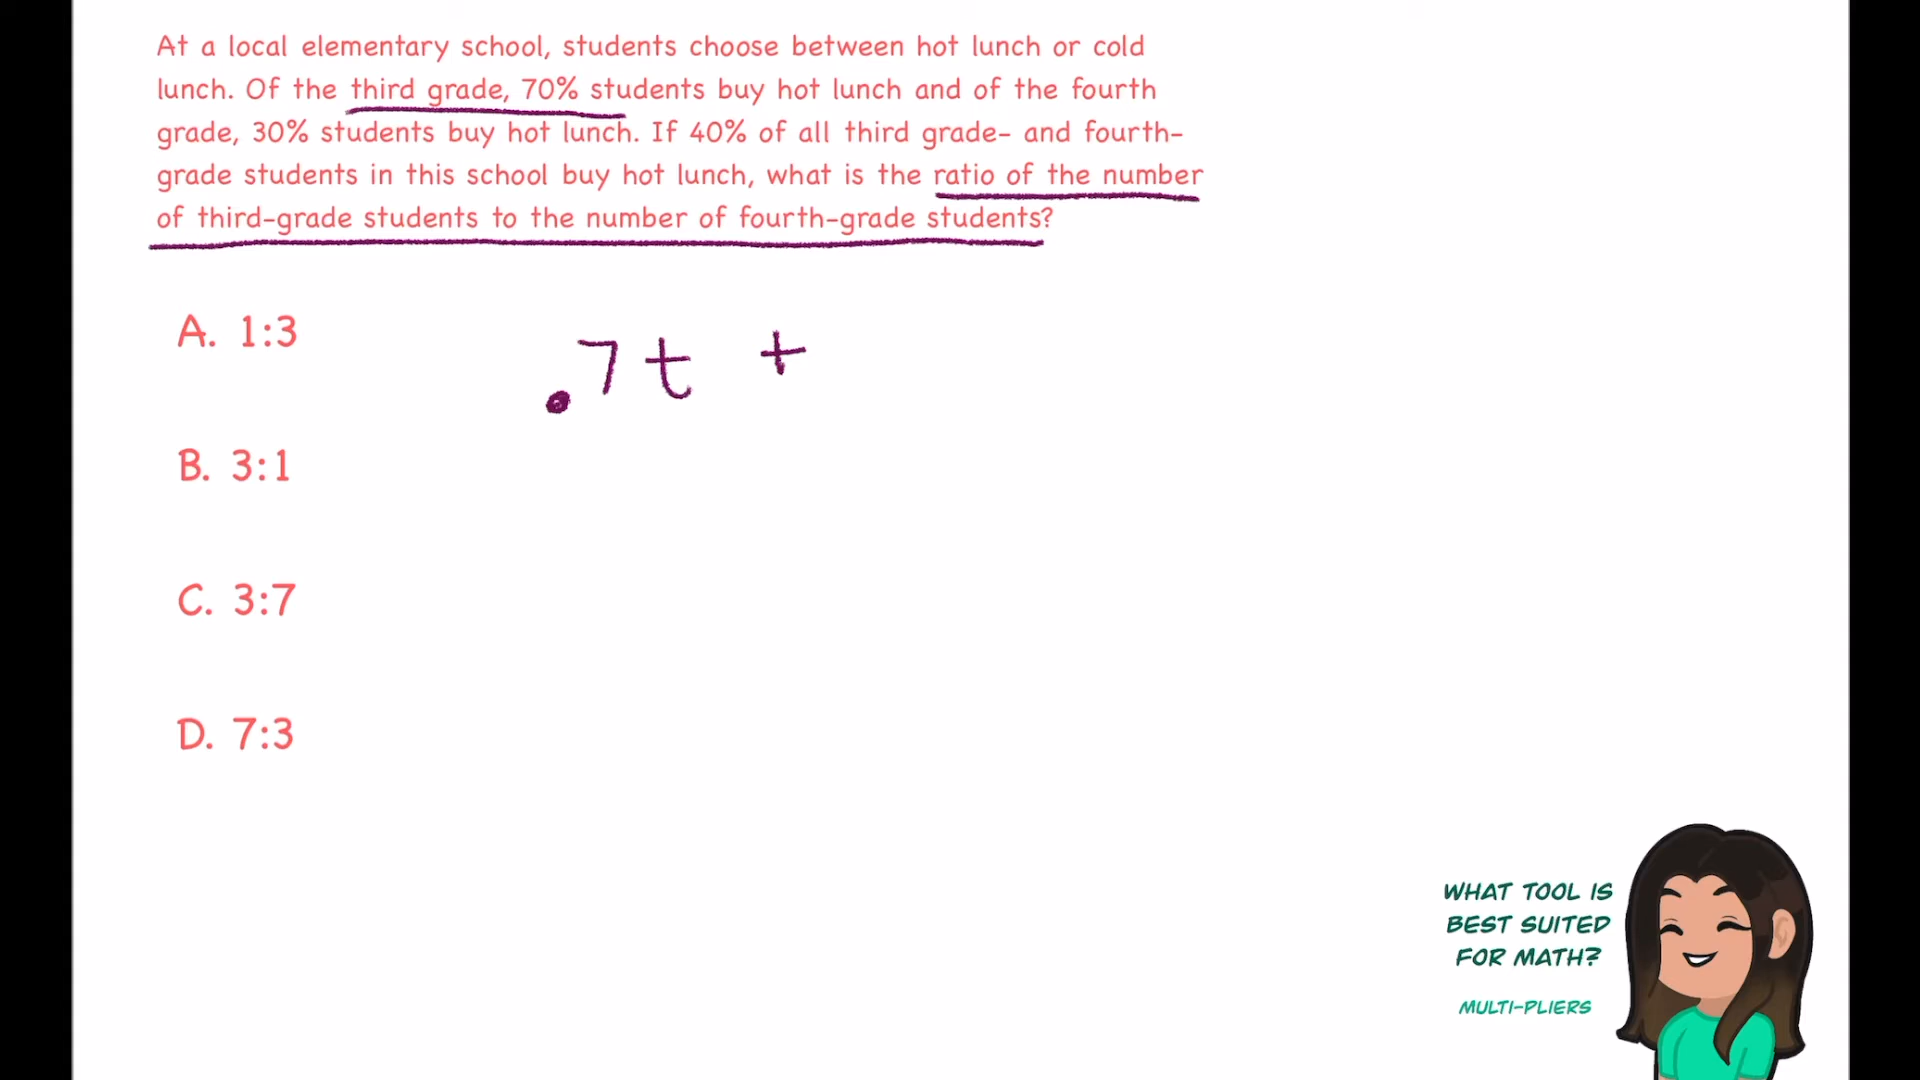 At a local elementary school, students choose between hot lunch or cold
lunch. Of the third grade, 70% students buy hot lunch and of the fourth
grade, 30% students buy hot lunch. If 40% of all third grade- and fourth-
grade students in this school buy hot lunch, what is the ratio of the number
of third-grade students to the number of fourth-grade students?
A. 1:3
.7t +
B. 3:1
C. 3:7
D. 7:3
WHAT TOOL IS
BEST SUITED
FOR MATH?
MULTI-PLIERS